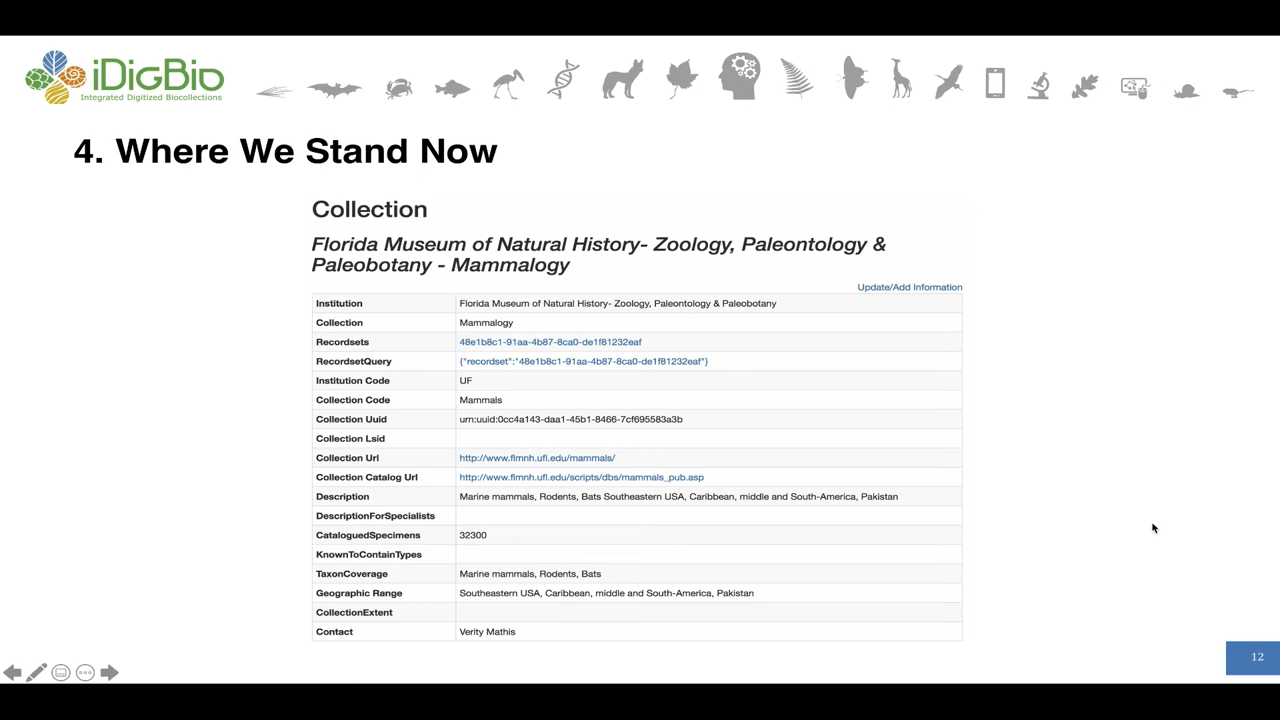 iDigBio
Integrated Digitized Biocollections
4. Where We Stand Now
Collection
Florida Museum of Natural History- Zoology, Paleontology &
Paleobotany - Mammalogy
Update/Add Information
Institution Florida Museum of Natural History- Zoology, Paleontology & Paleobotany
Collection Mammalogy
Recordsets 48e1b8c1-91aa-4b87-8ca0-de1f81232eaf
RecordsetQuery {"recordset":"48e1b8c1-91aa-4b87-8ca0-de1f81232eaf"}
Institution Code UF
Collection Code Mammals
Collection Uuid urn:uuid:0cc4a143-daa1-45b1-8466-7cf695583a3b
Collection Lsid
Collection Url http://www.flmnh.ufl.edu/mammals/
Collection Catalog Url http://www.flmnh.ufl.edu/scripts/dbs/mammals_pub.asp
Description Marine mammals, Rodents, Bats Southeastern USA, Caribbean, middle and South-America, Pakistan
DescriptionForSpecialists
CataloguedSpecimens 32300
KnownToContainTypes
TaxonCoverage Marine mammals, Rodents, Bats
Geographic Range Southeastern USA, Caribbean, middle and South-America, Pakistan
CollectionExtent
Contact Verity Mathis
12